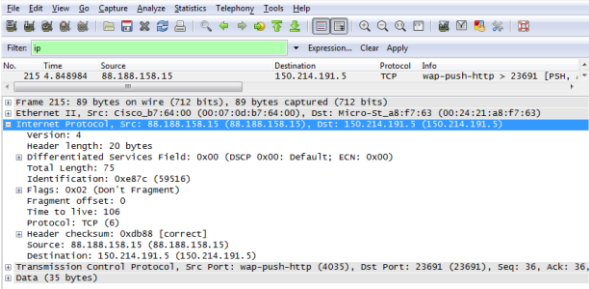 File Edit View Go Capture Analyze Statistics Telephony Tools Help
Filter: ip Expression... Clear Apply
No. Time Source Destination Protocol Info
215 4.848984 88.188.158.15 150.214.191.5 TCP wap-push-http > 23691 [PSH,
Frame 215: 89 bytes on wire (712 bits), 89 bytes captured (712 bits)
Ethernet II, Src: Cisco_b7:64:00 (00:07:0d:b7:64:00), Dst: Micro-St_a8:f7:63 (00:24:21:a8:f7:63)
Internet Protocol, Src: 88.188.158.15 (88.188.158.15), Dst: 150.214.191.5 (150.214.191.5)
Version: 4
Header length: 20 bytes
Differentiated Services Field: 0x00 (DSCP 0x00: Default; ECN: 0x00)
Total Length: 75
Identification: 0xe87c (59516)
Flags: 0x02 (Don't Fragment)
Fragment offset: 0
Time to live: 106
Protocol: TCP (6)
Header checksum: 0xdb88 [correct]
Source: 88.188.158.15 (88.188.158.15)
Destination: 150.214.191.5 (150.214.191.5)
Transmission Control Protocol, Src Port: wap-push-http (4035), Dst Port: 23691 (23691), Seq: 36, Ack: 36,
Data (35 bytes)